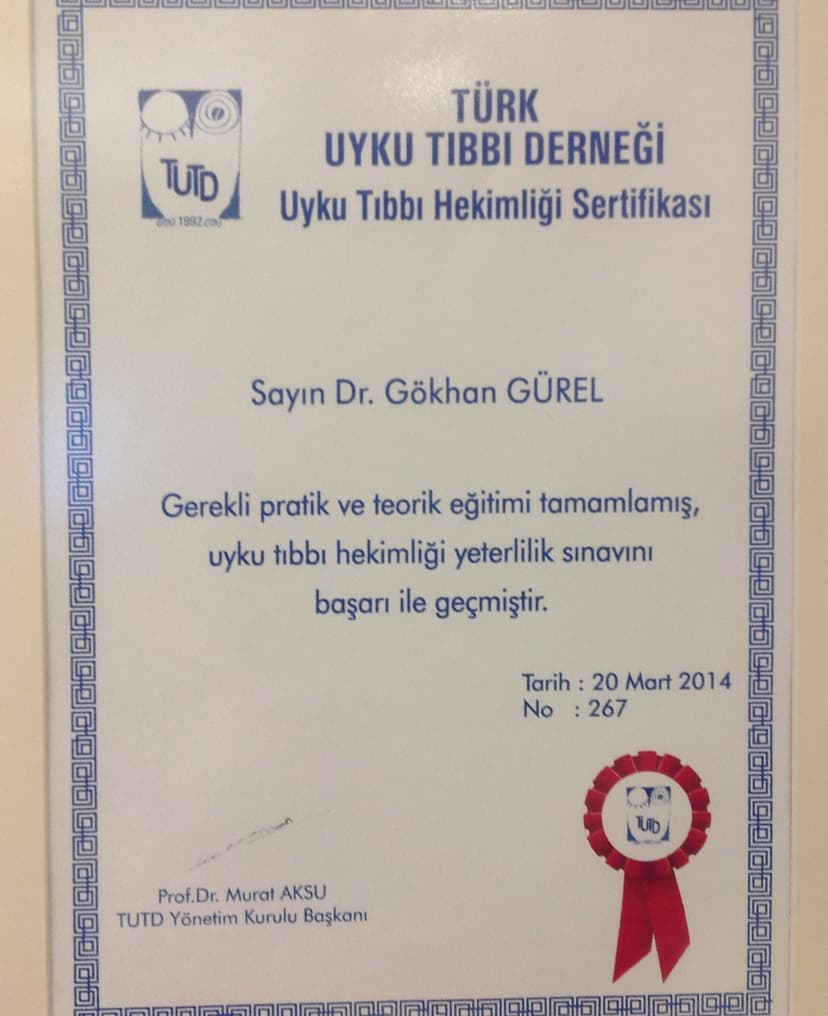 TÜRK
UYKU TIBBI DERNEĞİ
Uyku Tıbbı Hekimliği Sertifikası
TUTD
1992
Sayın Dr. Gökhan GÜREL
Gerekli pratik ve teorik eğitimi tamamlamış,
uyku tıbbı hekimliği yeterlilik sınavını
başarı ile geçmiştir.
Tarih : 20 Mart 2014
No : 267
TUTD
Prof.Dr. Murat AKSU
TUTD Yönetim Kurulu Başkanı